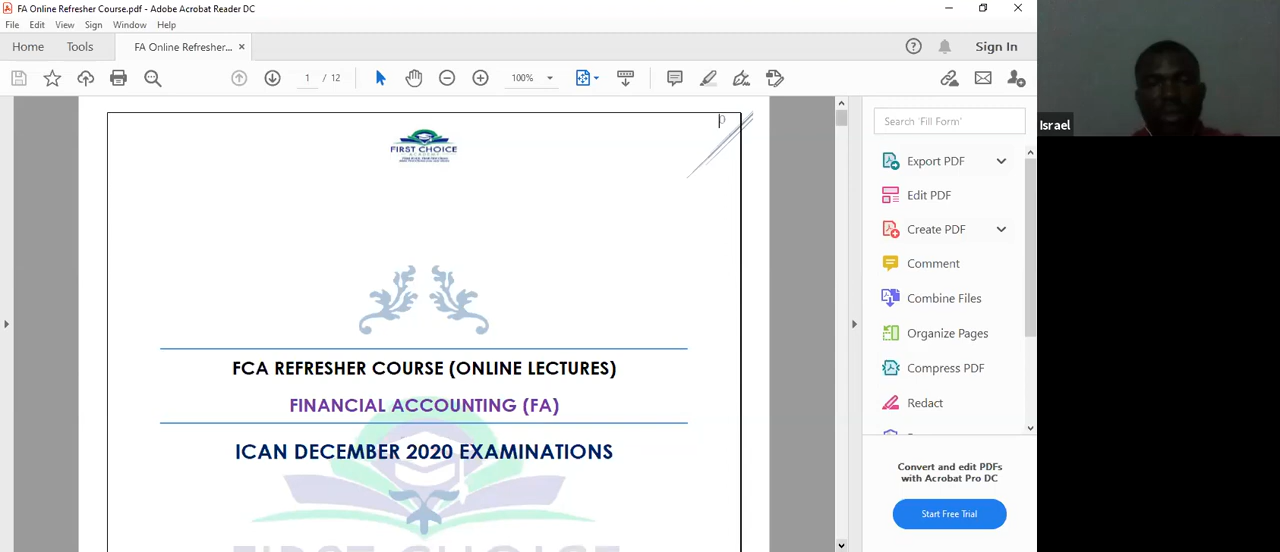 FA Online Refresher Course.pdf - Adobe Acrobat Reader DC
File Edit View Sign Window Help
Home Tools FA Online Refresher... ×
Sign In
1 / 12
100%
Israel
Search 'Fill Form'
FIRST CHOICE
ACADEMY
Export PDF
Edit PDF
Create PDF
Comment
Combine Files
Organize Pages
Compress PDF
Redact
FCA REFRESHER COURSE (ONLINE LECTURES)
FINANCIAL ACCOUNTING (FA)
ICAN DECEMBER 2020 EXAMINATIONS
FIRST CHOICE
Convert and edit PDFs
with Acrobat Pro DC
Start Free Trial